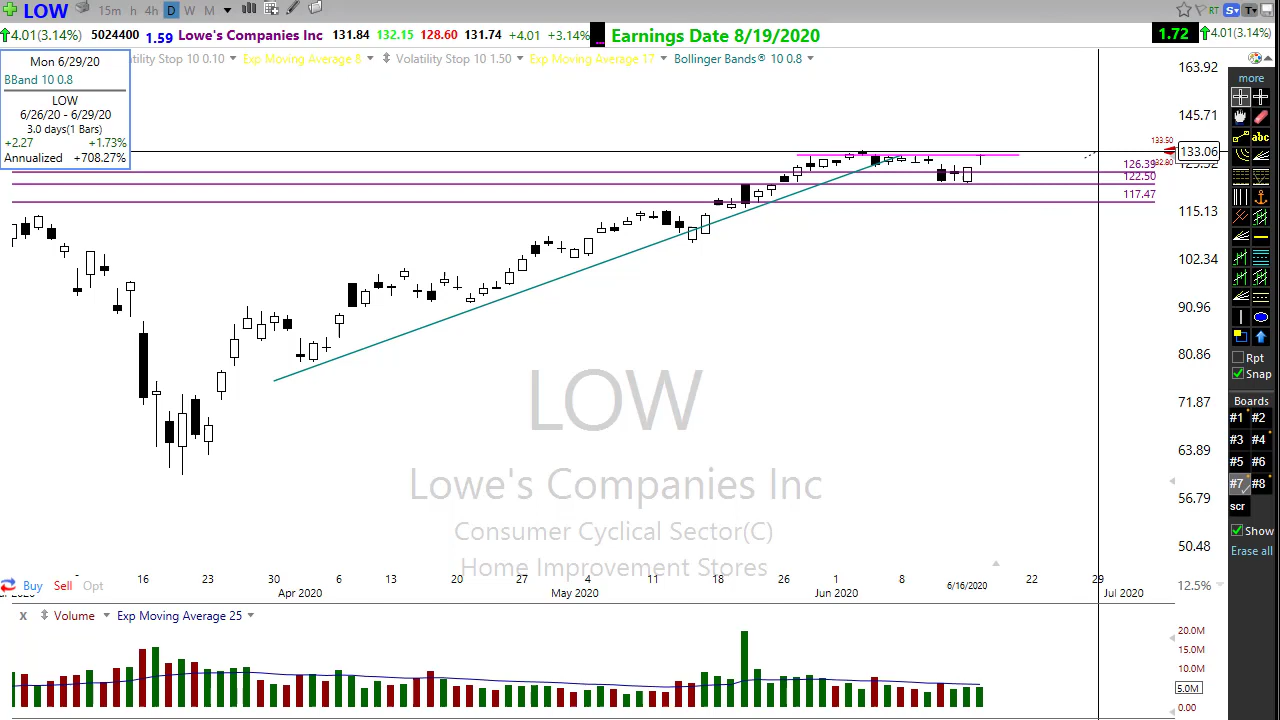 LOW 15m h 4h D W M RT S T
4.01(3.14%) 5024400 1.59 Lowe's Companies Inc 131.84 132.15 128.60 131.74 +4.01 +3.14% Earnings Date 8/19/2020 1.72 4.01(3.14%)
Mon 6/29/20
BBand 10 0.8
LOW
6/26/20 - 6/29/20
3.0 days(1 Bars)
+2.27 +1.73%
Annualized +708.27%
tility Stop 10 0.10 Exp Moving Average 8 Volatility Stop 10 1.50 Exp Moving Average 17 Bollinger Bands® 10 0.8
163.92
145.71
133.50
133.06
132.80
126.39
122.50
117.47
115.13
102.34
90.96
80.86
71.87
63.89
56.79
50.48
12.5%
LOW
Lowe's Companies Inc
Consumer Cyclical Sector(C)
Home Improvement Stores
Buy Sell Opt
16 23 30 6 13 20 27 4 11 18 26 1 8 6/16/2020 22 29
Apr 2020 May 2020 Jun 2020 Jul 2020
X Volume Exp Moving Average 25
20.0M
15.0M
10.0M
5.0M
0.00
more
abc
Rpt
Snap
Boards
#1 #2
#3 #4
#5 #6
#7 #8
scr
Show
Erase all